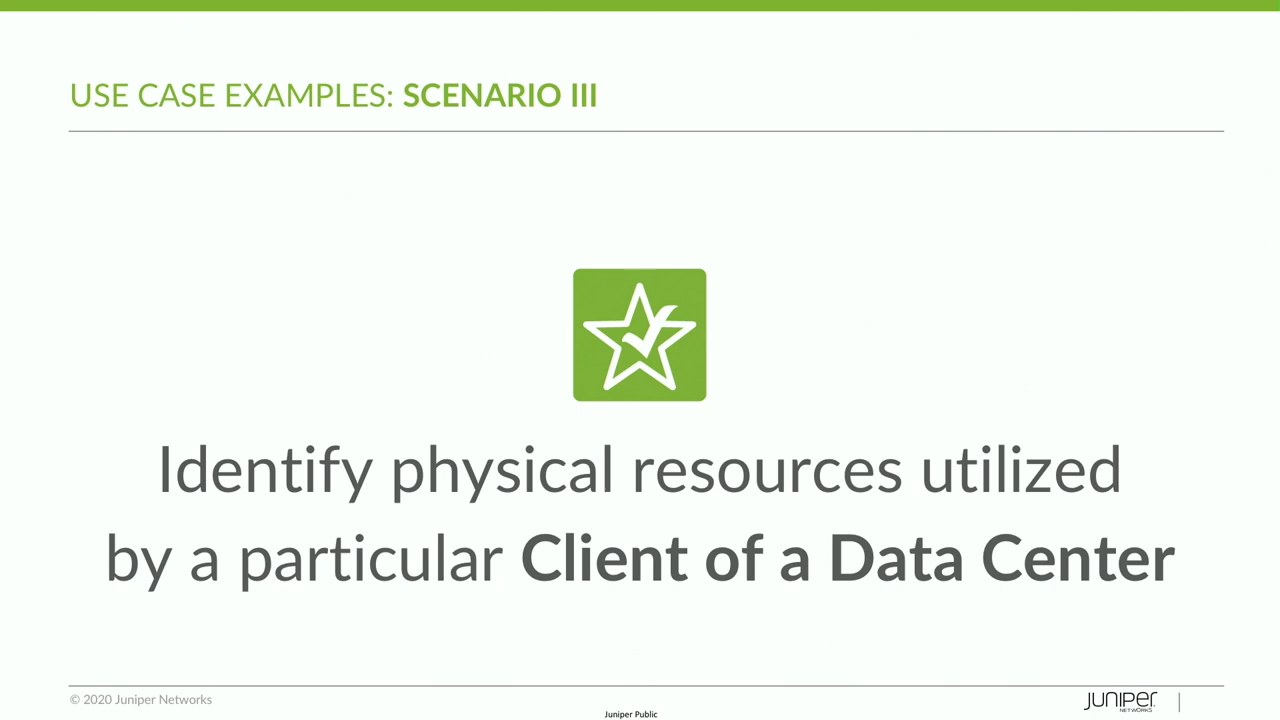 USE CASE EXAMPLES: SCENARIO III
Identify physical resources utilized
by a particular Client of a Data Center
© 2020 Juniper Networks
Juniper Public
JUNIPER
NETWORKS